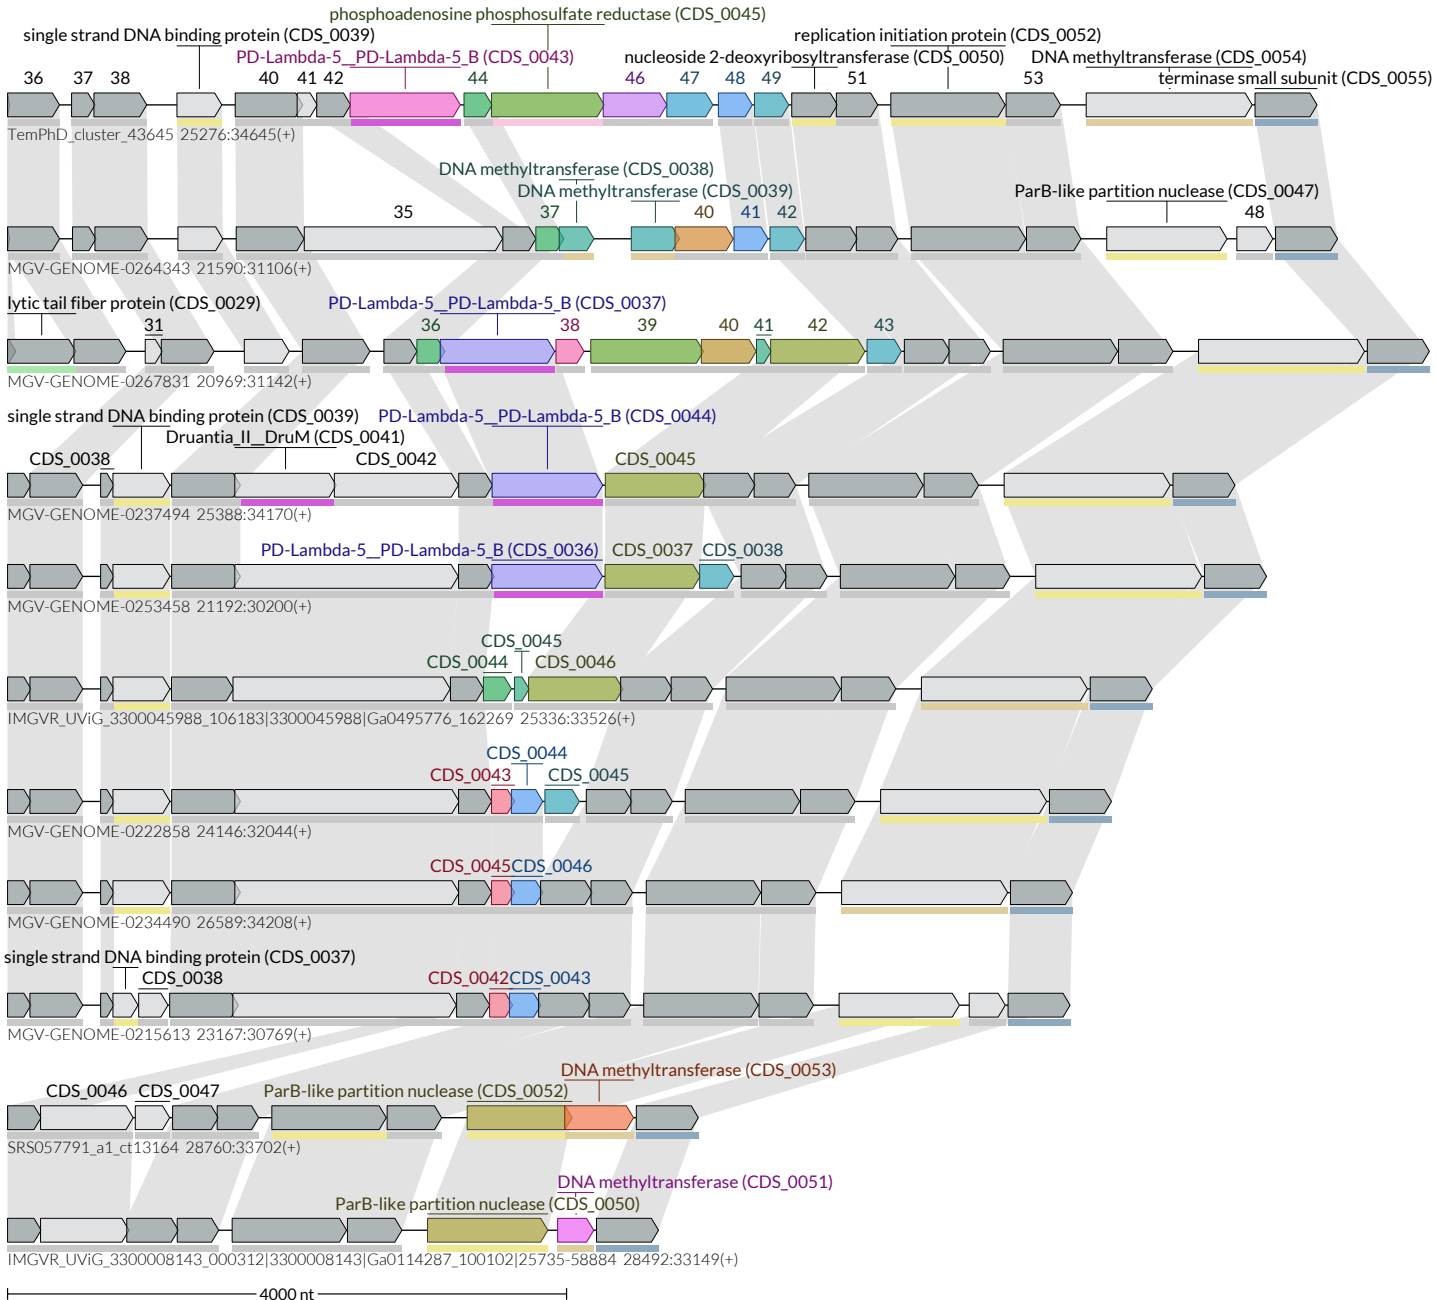 phosphoadenosine phosphosulfate reductase (CDS_0045)
single strand DNA binding protein (CDS_0039) replication initiation protein (CDS_0052)
PD-Lambda-5__PD-Lambda-5_B (CDS_0043) nucleoside 2-deoxyribosyltransferase (CDS_0050) DNA methyltransferase (CDS_0054)
36 37 38 40 41 42 44 46 47 48 49 51 53 terminase small subunit (CDS_0055)
TemPhD_cluster_43645 25276:34645(+)
DNA methyltransferase (CDS_0038)
DNA methyltransferase (CDS_0039) ParB-like partition nuclease (CDS_0047)
35 37 40 41 42 48
MGV-GENOME-0264343 21590:31106(+)
lytic tail fiber protein (CDS_0029) PD-Lambda-5__PD-Lambda-5_B (CDS_0037)
31 36 38 39 40 41 42 43
MGV-GENOME-0267831 20969:31142(+)
single strand DNA binding protein (CDS_0039) PD-Lambda-5__PD-Lambda-5_B (CDS_0044)
Druantia_II__DruM (CDS_0041)
CDS_0038 CDS_0042 CDS_0045
MGV-GENOME-0237494 25388:34170(+)
PD-Lambda-5__PD-Lambda-5_B (CDS_0036) CDS_0037 CDS_0038
MGV-GENOME-0253458 21192:30200(+)
CDS_0045
CDS_0044 CDS_0046
IMGVR_UViG_3300045988_106183|3300045988|Ga0495776_162269 25336:33526(+)
CDS_0044
CDS_0043 CDS_0045
MGV-GENOME-0222858 24146:32044(+)
CDS_0045 CDS_0046
MGV-GENOME-0234490 26589:34208(+)
single strand DNA binding protein (CDS_0037)
CDS_0038 CDS_0042 CDS_0043
MGV-GENOME-0215613 23167:30769(+)
DNA methyltransferase (CDS_0053)
CDS_0046 CDS_0047 ParB-like partition nuclease (CDS_0052)
SRS057791_a1_ct13164 28760:33702(+)
DNA methyltransferase (CDS_0051)
ParB-like partition nuclease (CDS_0050)
IMGVR_UViG_3300008143_000312|3300008143|Ga0114287_100102|25735-58884 28492:33149(+)
4000 nt